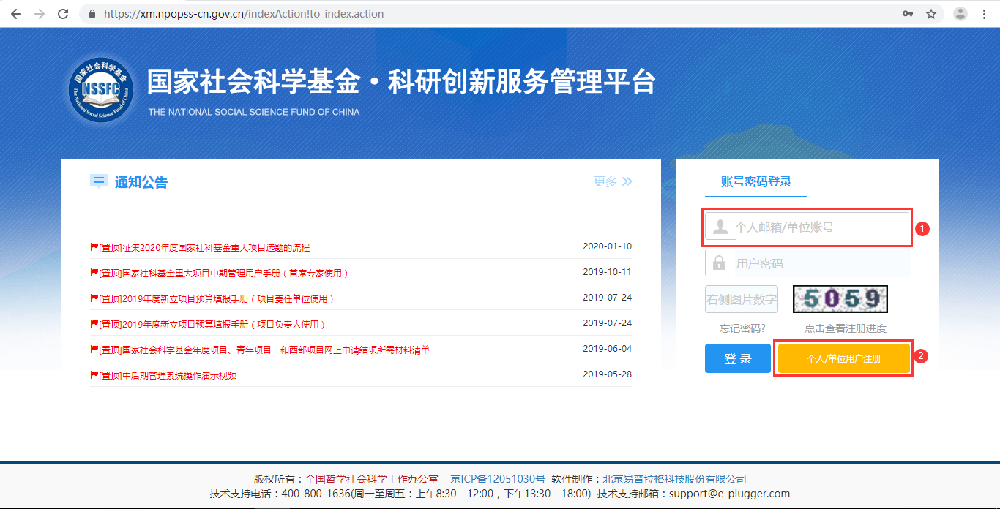 https://xm.npopss-cn.gov.cn/indexAction!to_index.action
国家社会科学基金
NSSFC
The National Social Science Fund of China
国家社会科学基金·科研创新服务管理平台
THE NATIONAL SOCIAL SCIENCE FUND OF CHINA
通知公告
更多
[置顶]征集2020年度国家社科基金重大项目选题的流程 2020-01-10
[置顶]国家社科基金重大项目中期管理用户手册（首席专家使用） 2019-10-11
[置顶]2019年度新立项目预算填报手册（项目责任单位使用） 2019-07-24
[置顶]2019年度新立项目预算填报手册（项目负责人使用） 2019-07-24
[置顶]国家社会科学基金年度项目、青年项目 和西部项目网上申请结项所需材料清单 2019-06-04
[置顶]中后期管理系统操作演示视频 2019-05-28
账号密码登录
个人邮箱/单位账号
1
用户密码
右侧图片数字
5059
忘记密码?
点击查看注册进度
登 录
个人/单位用户注册
2
版权所有：全国哲学社会科学工作办公室 京ICP备12051030号 软件制作：北京易普拉格科技股份有限公司
技术支持电话：400-800-1636(周一至周五：上午8:30 - 12:00，下午13:30 - 18:00) 技术支持邮箱：support@e-plugger.com